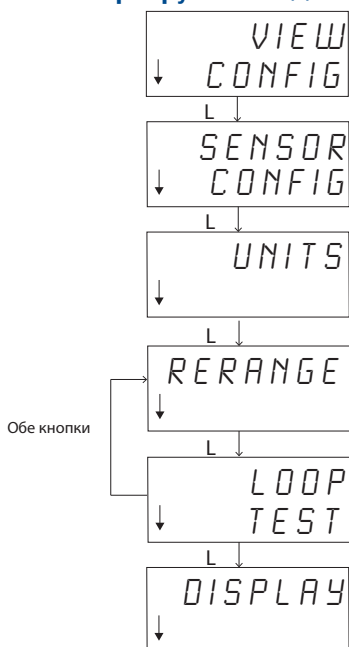 VIEW
CONFIG
L
SENSOR
CONFIG
L
UNITS
L
RERANGE
Обе кнопки
L
LOOP
TEST
L
DISPLAY